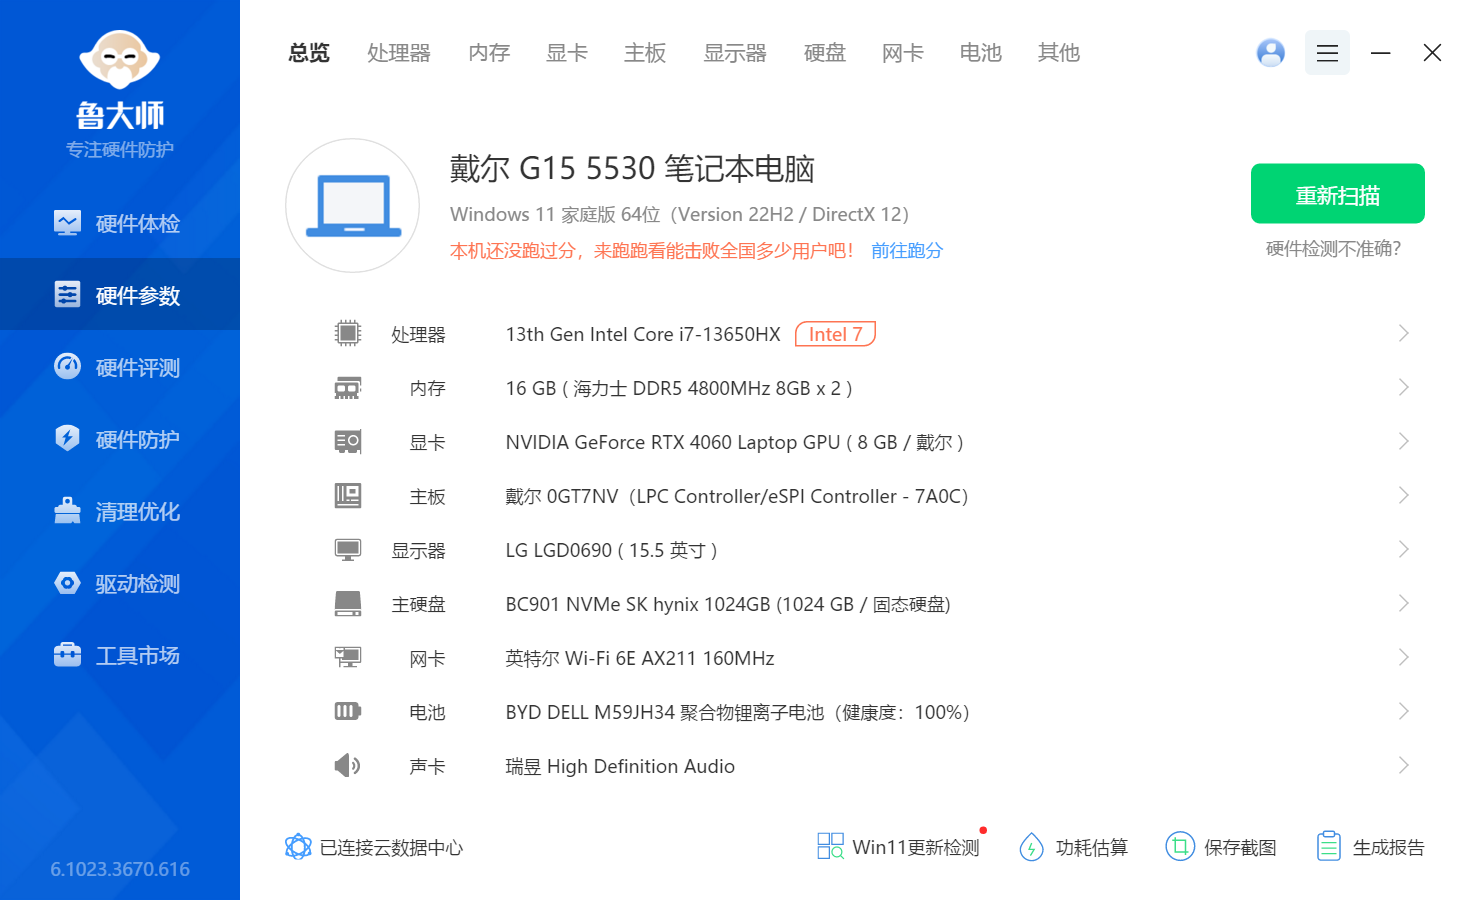 鲁大师
专注硬件防护
硬件体检
硬件参数
硬件评测
硬件防护
清理优化
驱动检测
工具市场
6.1023.3670.616
总览 处理器 内存 显卡 主板 显示器 硬盘 网卡 电池 其他
戴尔 G15 5530 笔记本电脑
Windows 11 家庭版 64位（Version 22H2 / DirectX 12）
本机还没跑过分，来跑跑看能击败全国多少用户吧！ 前往跑分
重新扫描
硬件检测不准确?
处理器 13th Gen Intel Core i7-13650HX Intel 7
内存 16 GB ( 海力士 DDR5 4800MHz 8GB x 2 )
显卡 NVIDIA GeForce RTX 4060 Laptop GPU ( 8 GB / 戴尔 )
主板 戴尔 0GT7NV（LPC Controller/eSPI Controller - 7A0C）
显示器 LG LGD0690 ( 15.5 英寸 )
主硬盘 BC901 NVMe SK hynix 1024GB (1024 GB / 固态硬盘)
网卡 英特尔 Wi-Fi 6E AX211 160MHz
电池 BYD DELL M59JH34 聚合物锂离子电池（健康度：100%）
声卡 瑞昱 High Definition Audio
已连接云数据中心 Win11更新检测 功耗估算 保存截图 生成报告